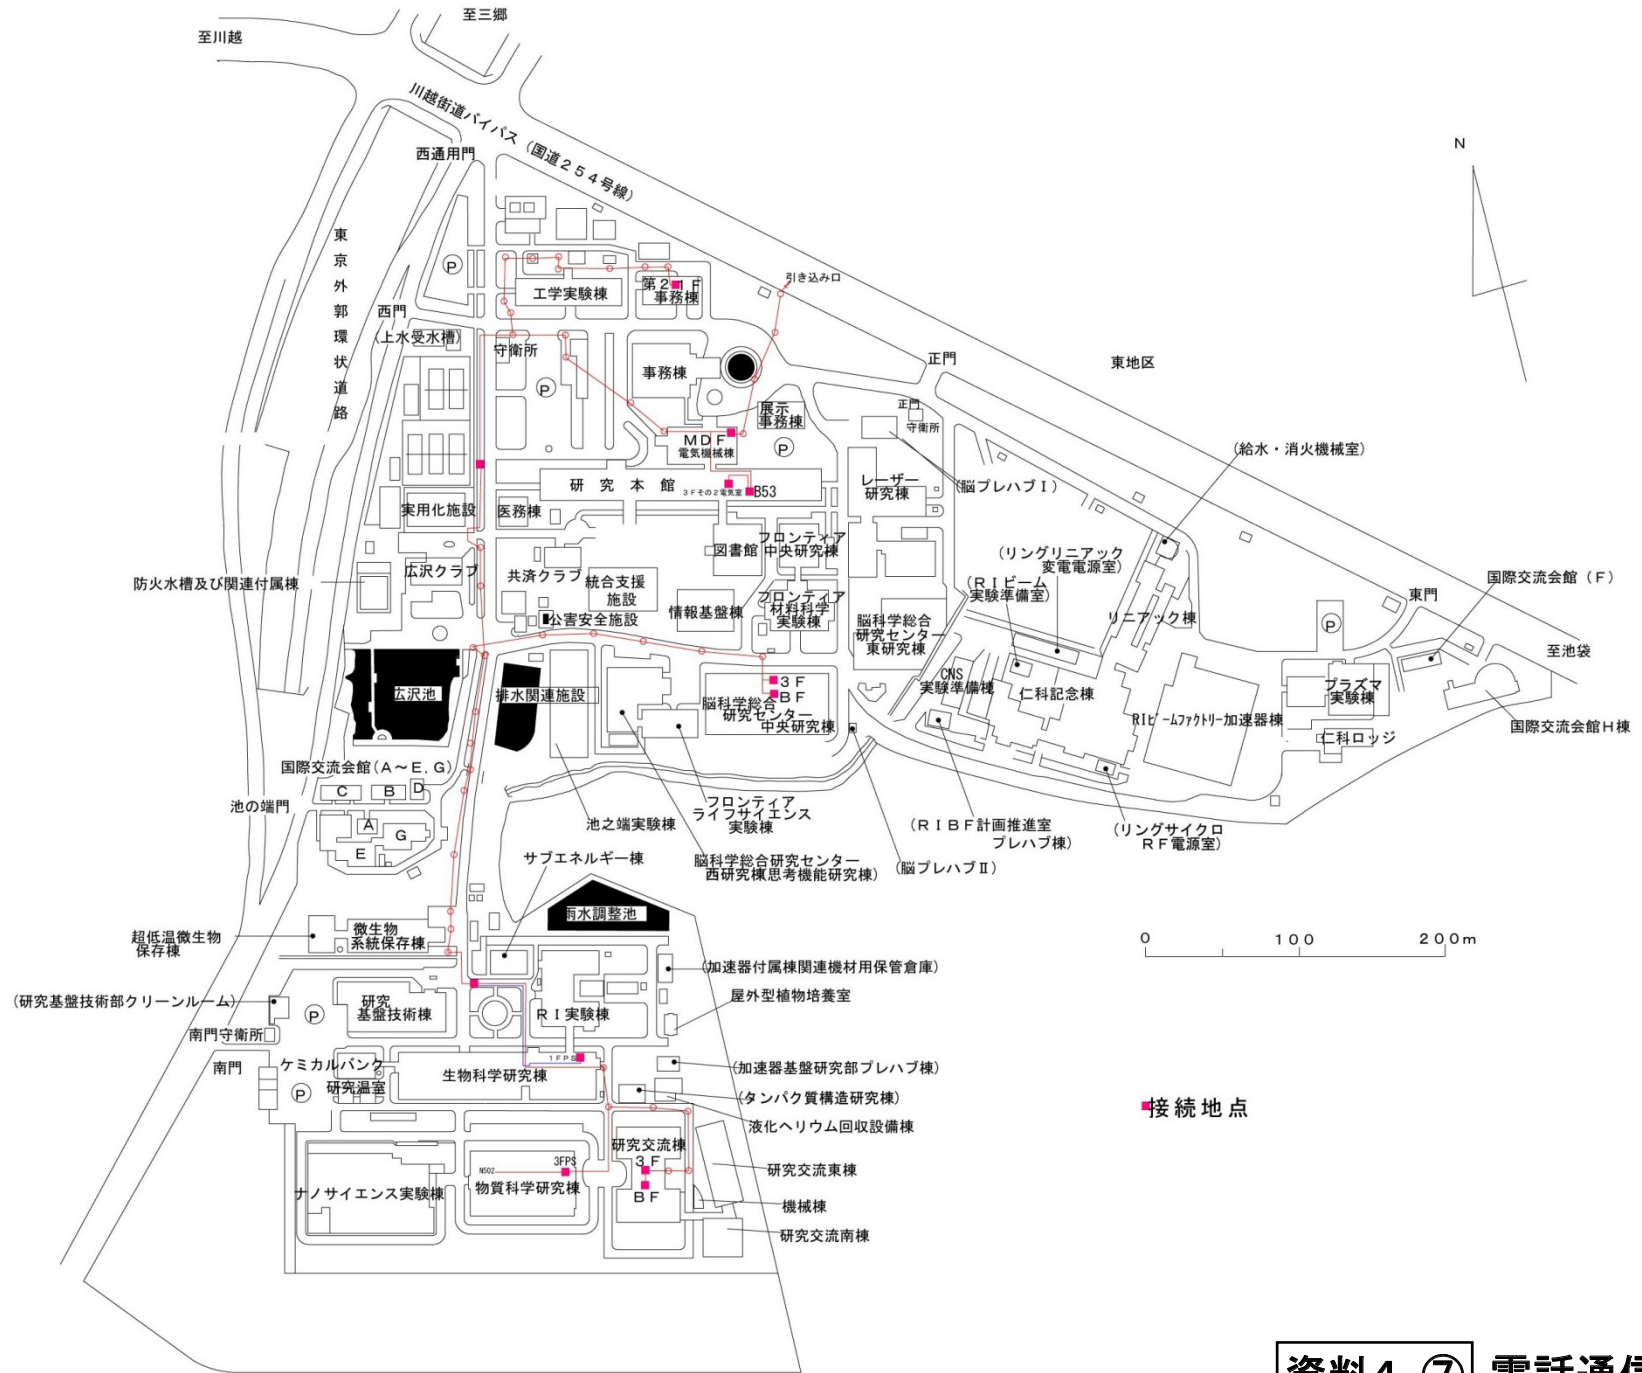 至三郷
至川越
川越街道バイパス（国道２５４号線）
N
西通用門
東京外郭環状道路
P
引き込み口
第２ １Ｆ
事務棟
工学実験棟
西門
(上水受水槽)
守衛所
正門
東地区
事務棟
P
展示
事務棟
正門
守衛所
MDF
電気機械棟
P
(給水・消火機械室)
研 究 本 館
３Ｆその２電気室
B53
レーザー
研究棟
(脳プレハブⅠ)
実用化施設
医務棟
フロンティア
中央研究棟
図書館
(リングリニアック
変電電源室)
広沢クラブ
共済クラブ
統合支援
施設
防火水槽及び関連付属棟
(ＲＩビーム
実験準備室)
国際交流会館（Ｆ）
東門
フロンティア
材料科学
実験棟
情報基盤棟
公害安全施設
リニアック棟
脳科学総合
研究センター
東研究棟
P
至池袋
3F
BF
CNS
実験準備棟
仁科記念棟
プラズマ
実験棟
広沢池
排水関連施設
脳科学総合
研究センター
中央研究棟
RIﾋﾞｰﾑﾌｧｸﾄﾘｰ加速器棟
国際交流会館Ｈ棟
仁科ロッジ
国際交流会館(Ａ～Ｅ,Ｇ)
C
B
D
池の端門
A
G
E
池之端実験棟
フロンティア
ライフサイエンス
実験棟
(ＲＩＢＦ計画推進室
プレハブ棟)
(リングサイクロ
ＲＦ電源室)
サブエネルギー棟
脳科学総合研究センター
西研究棟(思考機能研究棟)
(脳プレハブⅡ)
雨水調整池
超低温微生物
保存棟
微生物
系統保存棟
0
100
200m
(加速器付属棟関連機材用保管倉庫)
(研究基盤技術部クリーンルーム)
P
研究
基盤技術棟
ＲＩ実験棟
屋外型植物培養室
南門守衛所
南門
ケミカルバンク
1FPS
生物科学研究棟
(加速器基盤研究部プレハブ棟)
研究温室
P
(タンパク質構造研究棟)
接続地点
液化ヘリウム回収設備棟
研究交流棟
3F
BF
3FPS
N502
物質科学研究棟
ナノサイエンス実験棟
研究交流東棟
機械棟
研究交流南棟
資料4-⑦ 電話通信